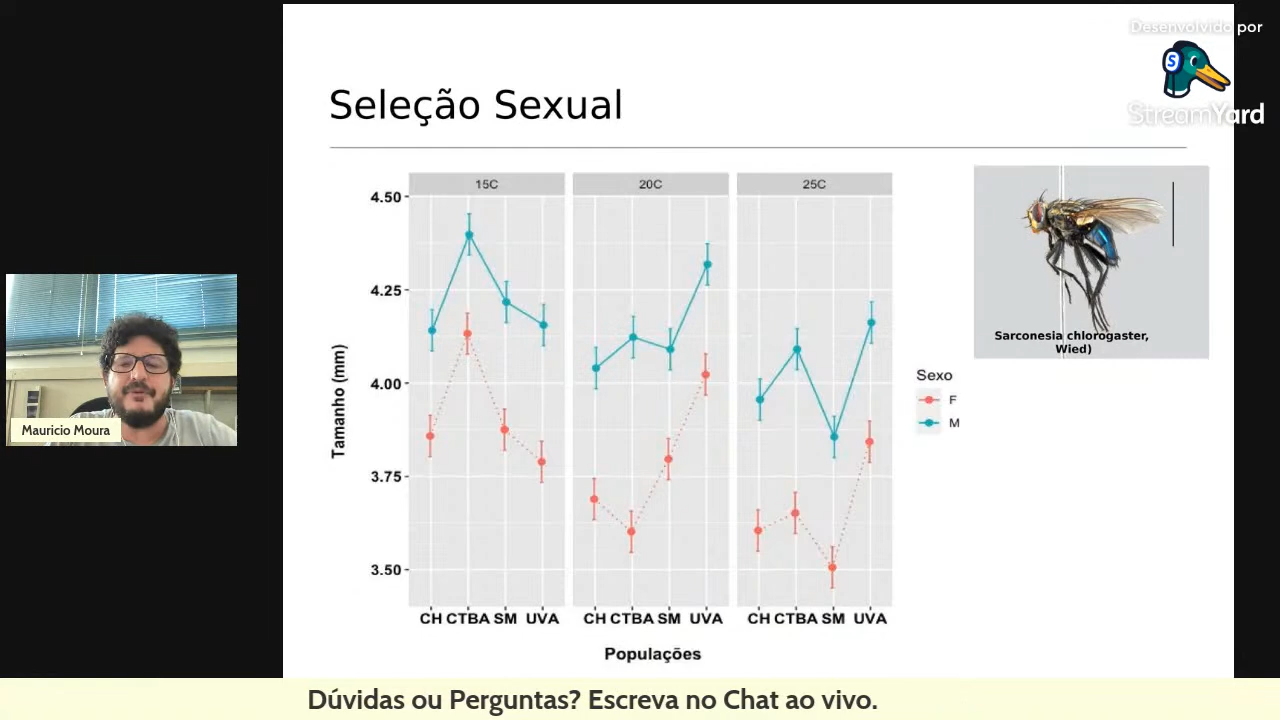 Desenvolvido por
StreamYard
Seleção Sexual
15C
20C
25C
4.50
4.25
4.00
3.75
3.50
Tamanho (mm)
CH CTBA SM UVA
CH CTBA SM UVA
CH CTBA SM UVA
Populações
Sexo
F
M
Sarconesia chlorogaster,
Wied)
Mauricio Moura
Dúvidas ou Perguntas? Escreva no Chat ao vivo.